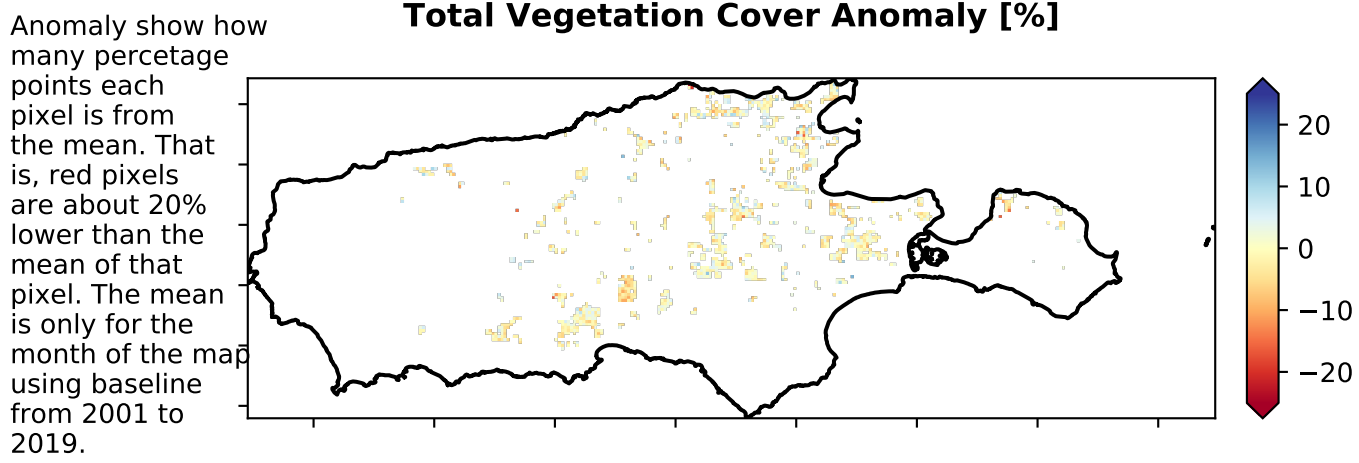 Total Vegetation Cover Anomaly [%]
Anomaly show how
many percetage
points each
pixel is from
the mean. That
is, red pixels
are about 20%
lower than the
mean of that
pixel. The mean
is only for the
month of the map
using baseline
from 2001 to
2019.
20
10
0
−10
−20